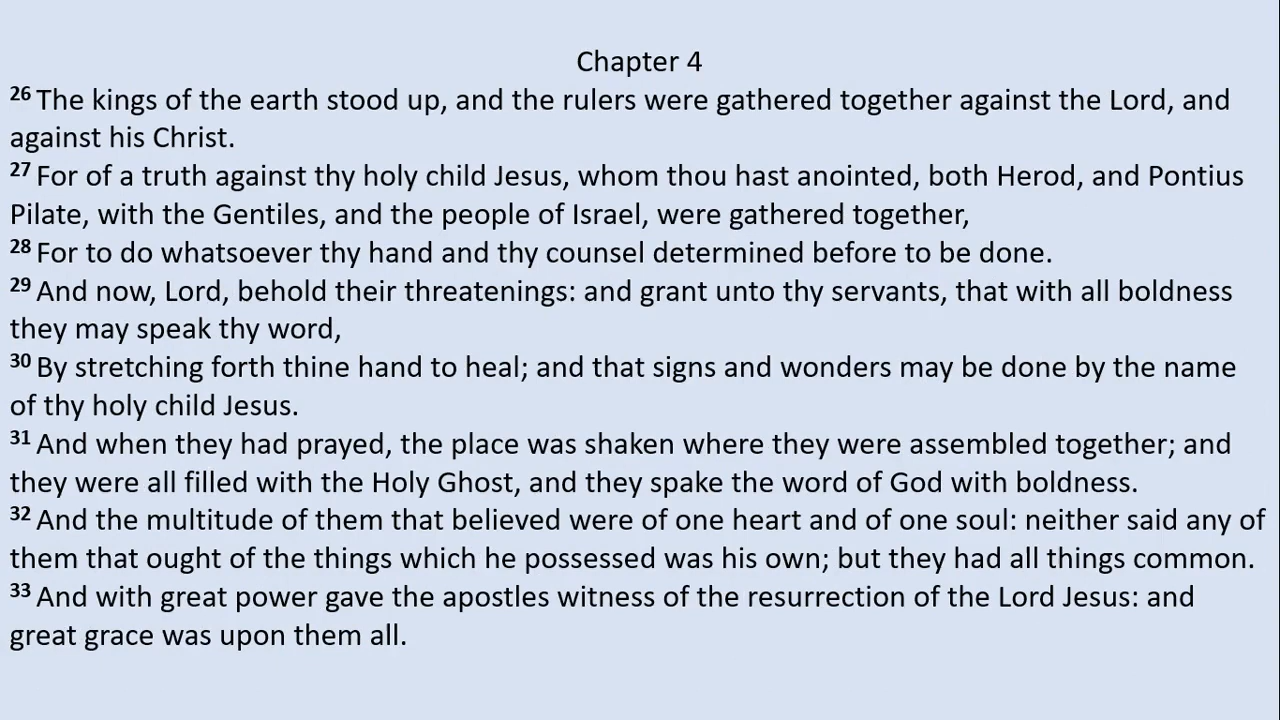 Chapter 4
26 The kings of the earth stood up, and the rulers were gathered together against the Lord, and
against his Christ.
27 For of a truth against thy holy child Jesus, whom thou hast anointed, both Herod, and Pontius
Pilate, with the Gentiles, and the people of Israel, were gathered together,
28 For to do whatsoever thy hand and thy counsel determined before to be done.
29 And now, Lord, behold their threatenings: and grant unto thy servants, that with all boldness
they may speak thy word,
30 By stretching forth thine hand to heal; and that signs and wonders may be done by the name
of thy holy child Jesus.
31 And when they had prayed, the place was shaken where they were assembled together; and
they were all filled with the Holy Ghost, and they spake the word of God with boldness.
32 And the multitude of them that believed were of one heart and of one soul: neither said any of
them that ought of the things which he possessed was his own; but they had all things common.
33 And with great power gave the apostles witness of the resurrection of the Lord Jesus: and
great grace was upon them all.